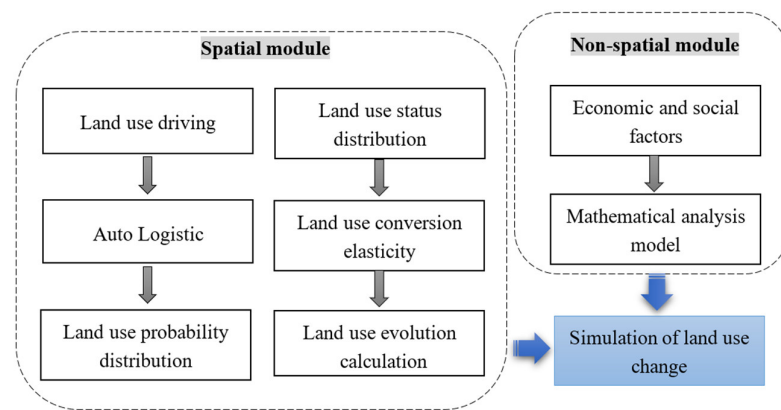 Spatial module
Land use driving
Auto Logistic
Land use probability
distribution
Land use status
distribution
Land use conversion
elasticity
Land use evolution
calculation
Non-spatial module
Economic and social
factors
Mathematical analysis
model
Simulation of land use
change